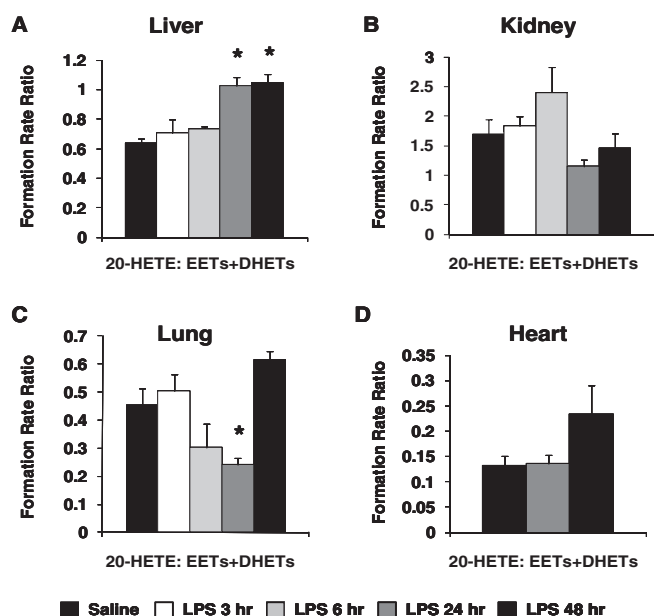 A Liver
Formation Rate Ratio
1.2
1
0.8
0.6
0.4
0.2
0
* *
20-HETE: EETs+DHETs
B Kidney
Formation Rate Ratio
3
2.5
2
1.5
1
0.5
0
20-HETE: EETs+DHETs
C Lung
Formation Rate Ratio
0.7
0.6
0.5
0.4
0.3
0.2
0.1
0
*
20-HETE: EETs+DHETs
D Heart
Formation Rate Ratio
0.35
0.3
0.25
0.2
0.15
0.1
0.05
0
20-HETE: EETs+DHETs
Saline LPS 3 hr LPS 6 hr LPS 24 hr LPS 48 hr